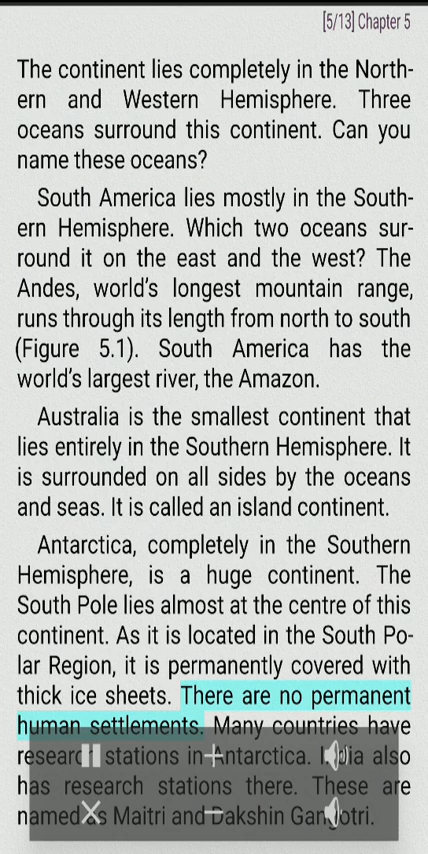 [5/13] Chapter 5
The continent lies completely in the North-
ern and Western Hemisphere. Three
oceans surround this continent. Can you
name these oceans?
South America lies mostly in the South-
ern Hemisphere. Which two oceans sur-
round it on the east and the west? The
Andes, world's longest mountain range,
runs through its length from north to south
(Figure 5.1). South America has the
world's largest river, the Amazon.
Australia is the smallest continent that
lies entirely in the Southern Hemisphere. It
is surrounded on all sides by the oceans
and seas. It is called an island continent.
Antarctica, completely in the Southern
Hemisphere, is a huge continent. The
South Pole lies almost at the centre of this
continent. As it is located in the South Po-
lar Region, it is permanently covered with
thick ice sheets. There are no permanent
human settlements. Many countries have
research stations in Antarctica. India also
has research stations there. These are
named as Maitri and Dakshin Gangotri.